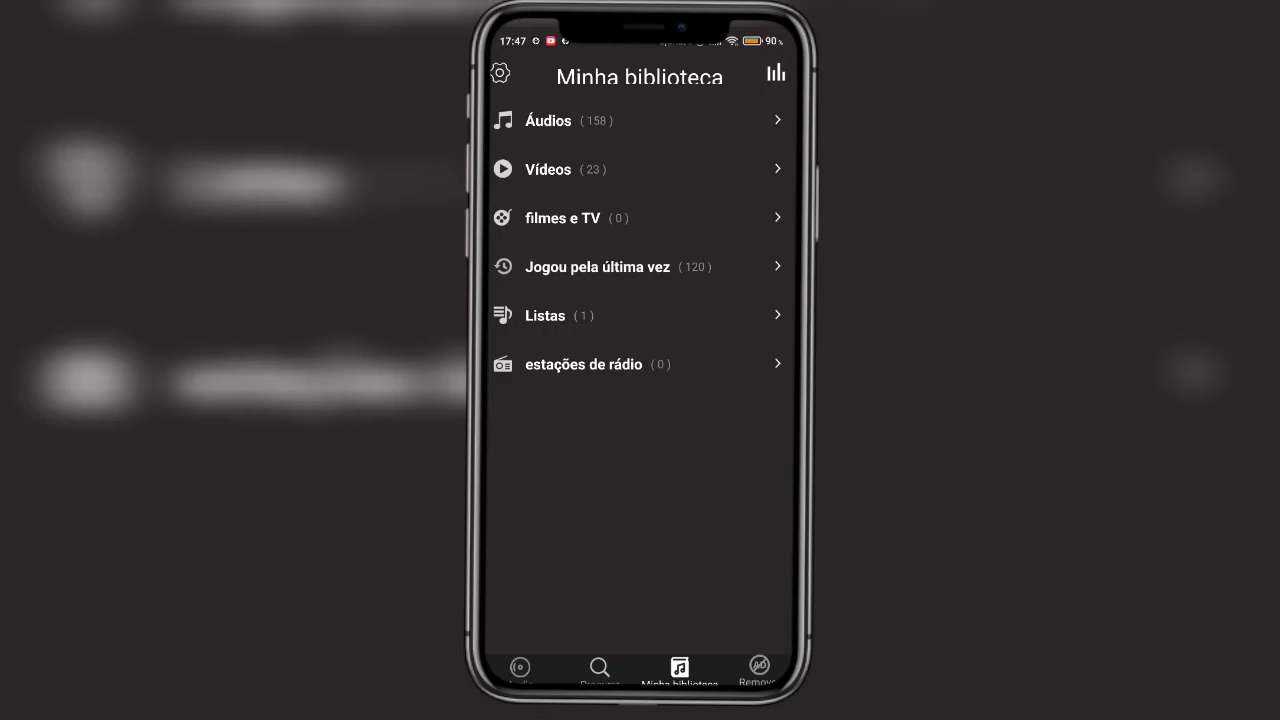 17:47
90%
Minha biblioteca
Áudios (158)
Vídeos (23)
filmes e TV (0)
Jogou pela última vez (120)
Listas (1)
estações de rádio (0)
Minha biblioteca
Remove